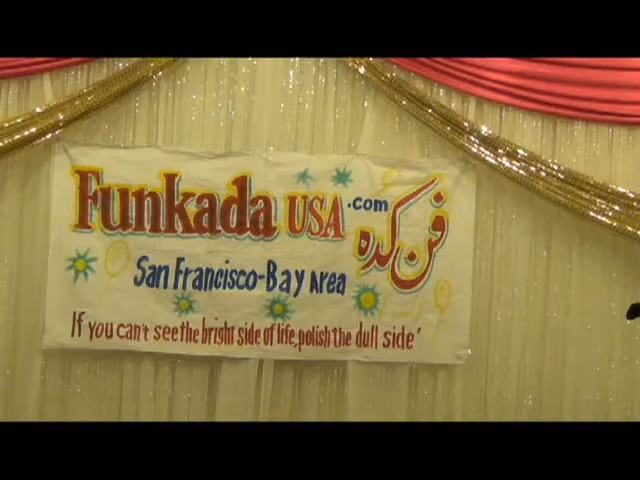 Funkada USA.com فن کدہ
San Francisco-Bay Area
If you can't see the bright side of life, polish the dull side'